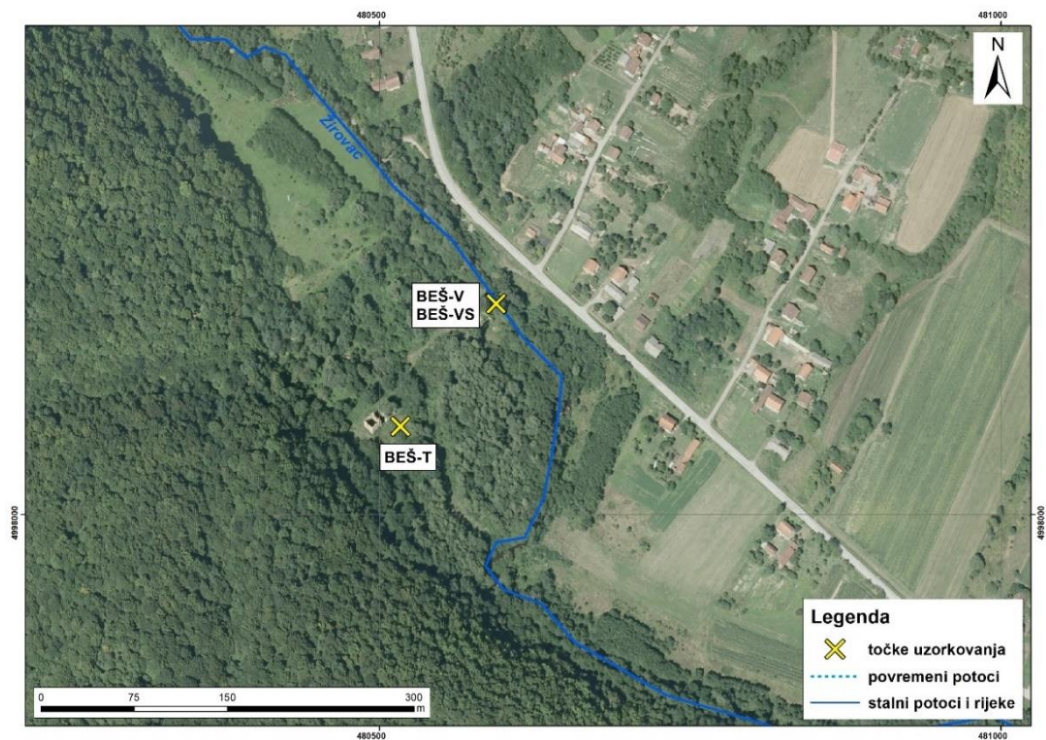 480500
481000
N
Žirovac
BEŠ-V
BEŠ-VS
BEŠ-T
4998000
4998000
Legenda
točke uzorkovanja
povremeni potoci
stalni potoci i rijeke
0
75
150
300
m
480500
481000